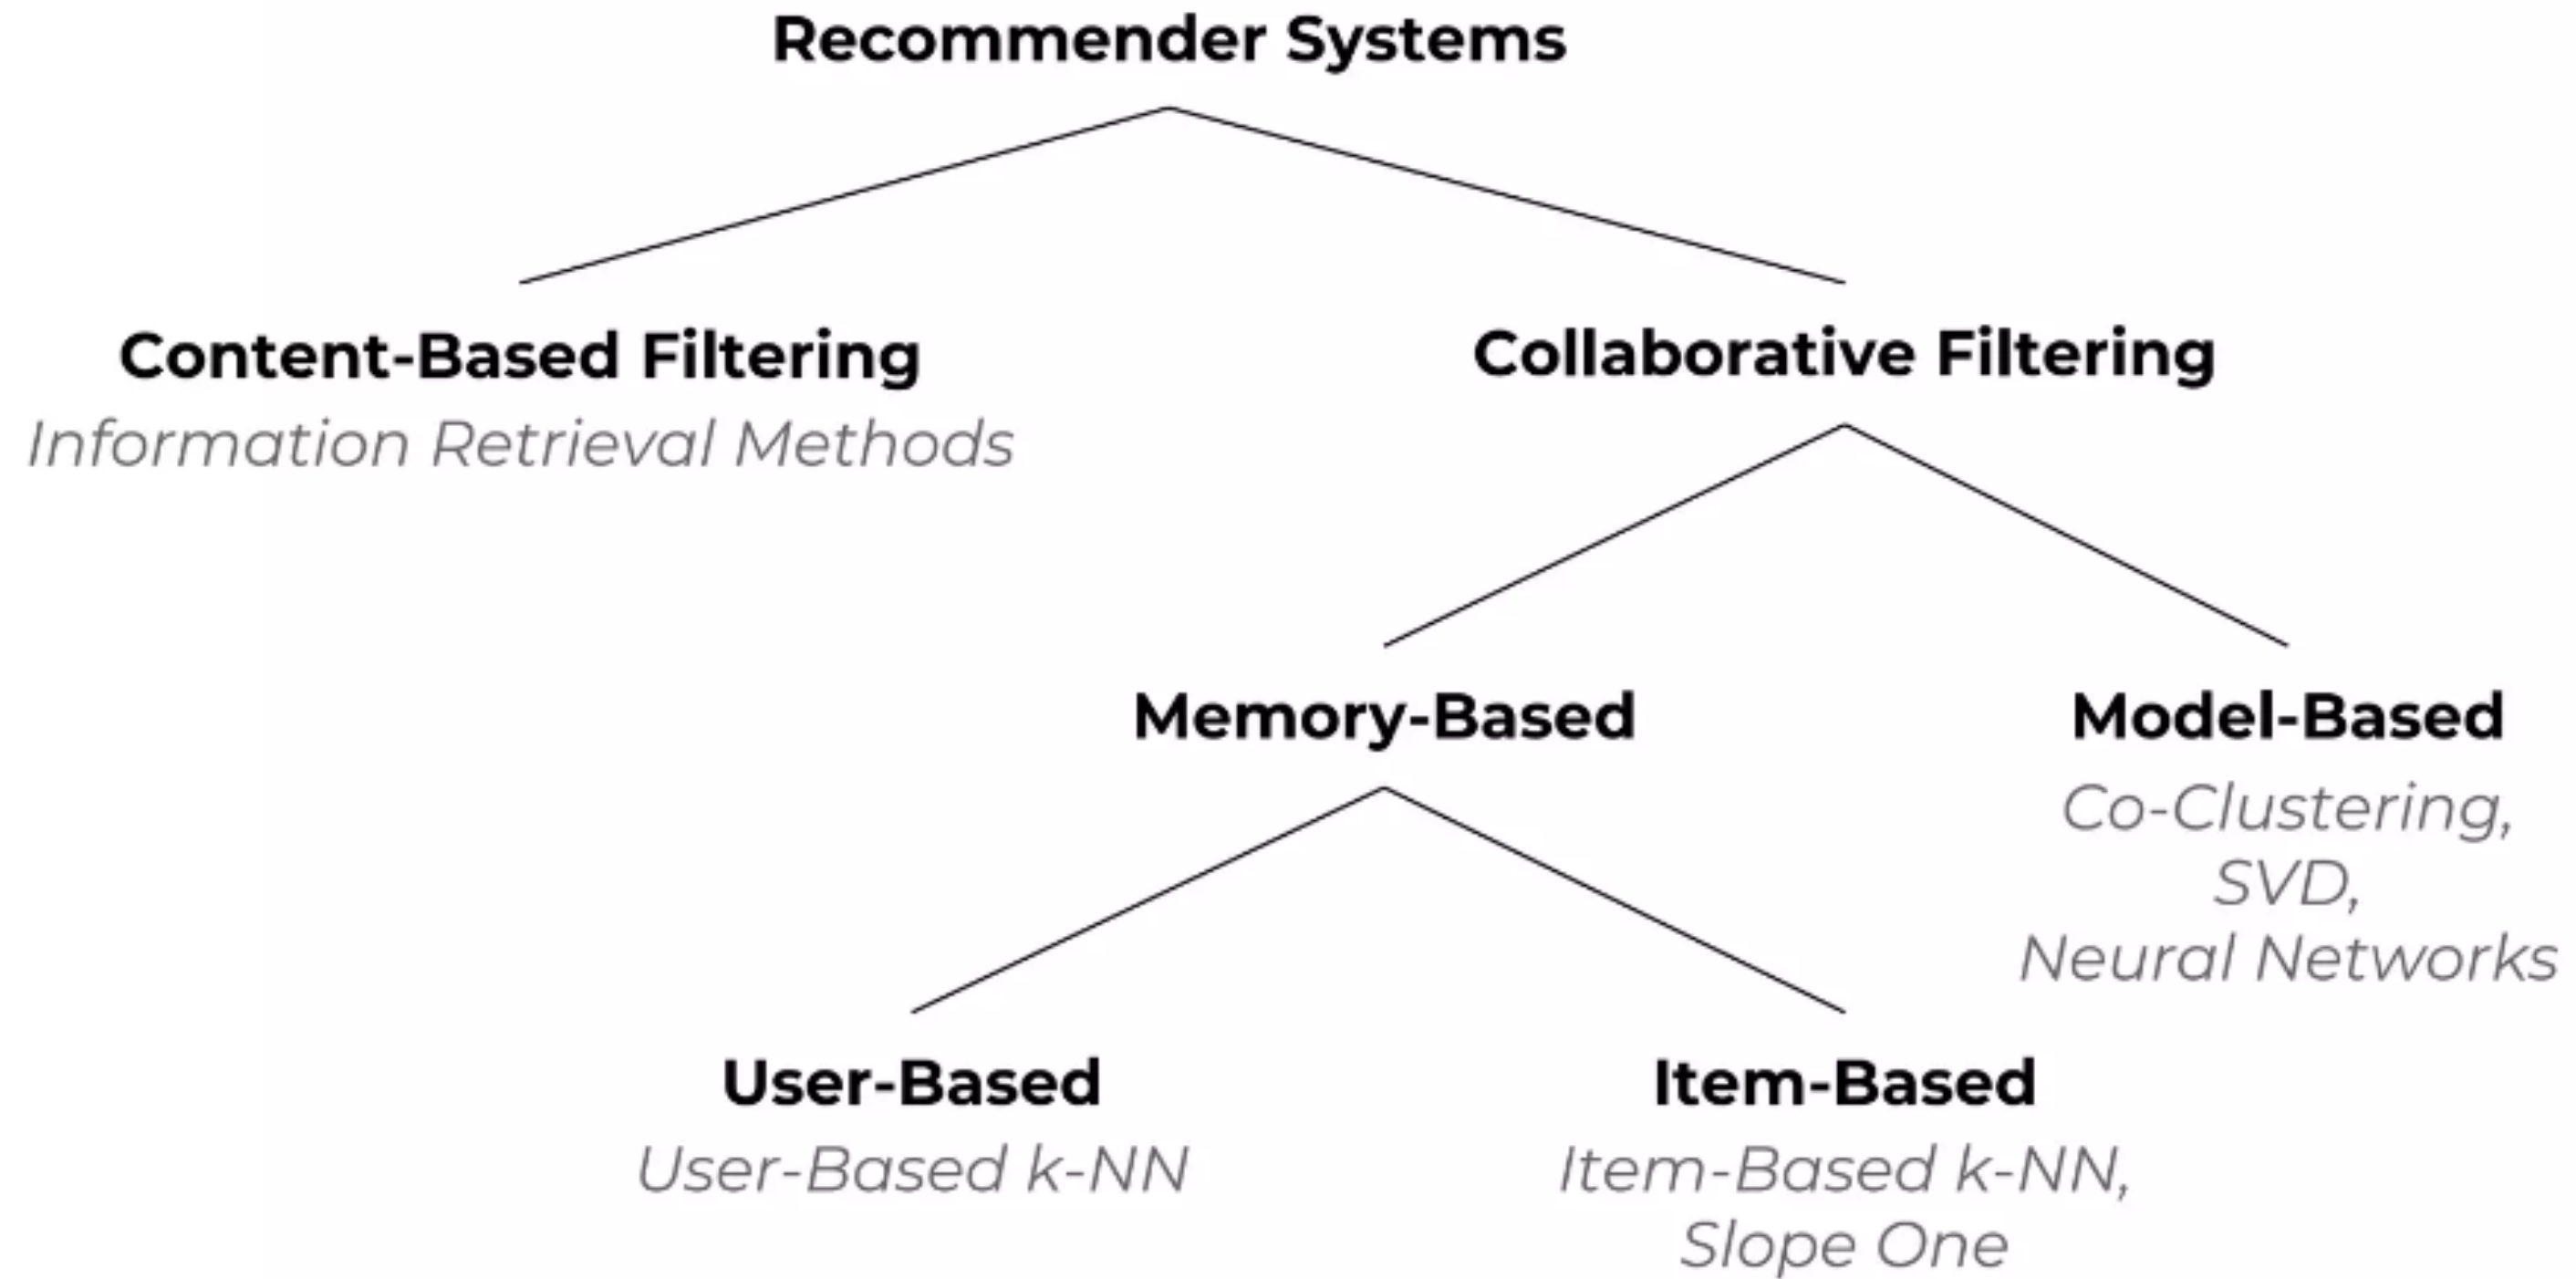 Recommender Systems
Content-Based Filtering
Information Retrieval Methods
Collaborative Filtering
Memory-Based
Model-Based
Co-Clustering,
SVD,
Neural Networks
User-Based
User-Based k-NN
Item-Based
Item-Based k-NN,
Slope One